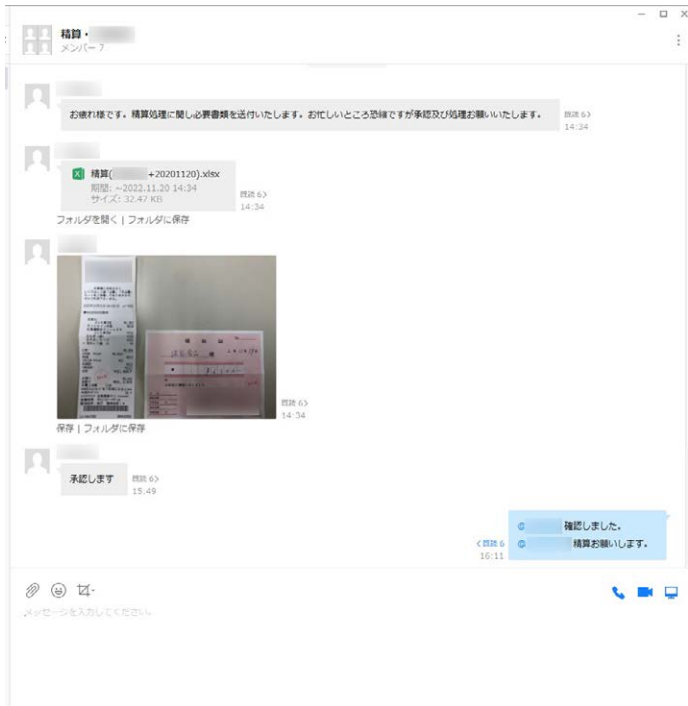 精算・
メンバー 7
お疲れ様です。精算処理に関し必要書類を送付いたします。お忙しいところ恐縮ですが承認及び処理お願いいたします。
既読 6>
14:34
精算( +20201120).xlsx
期間: ~2022.11.20 14:34
サイズ: 32.47 KB
既読 6>
14:34
フォルダを開く | フォルダに保存
領収証
様
既読 6>
14:34
保存 | フォルダに保存
承認します
既読 6>
15:49
@ 確認しました。
@ 精算お願いします。
<既読 6
16:11
メッセージを入力してください。